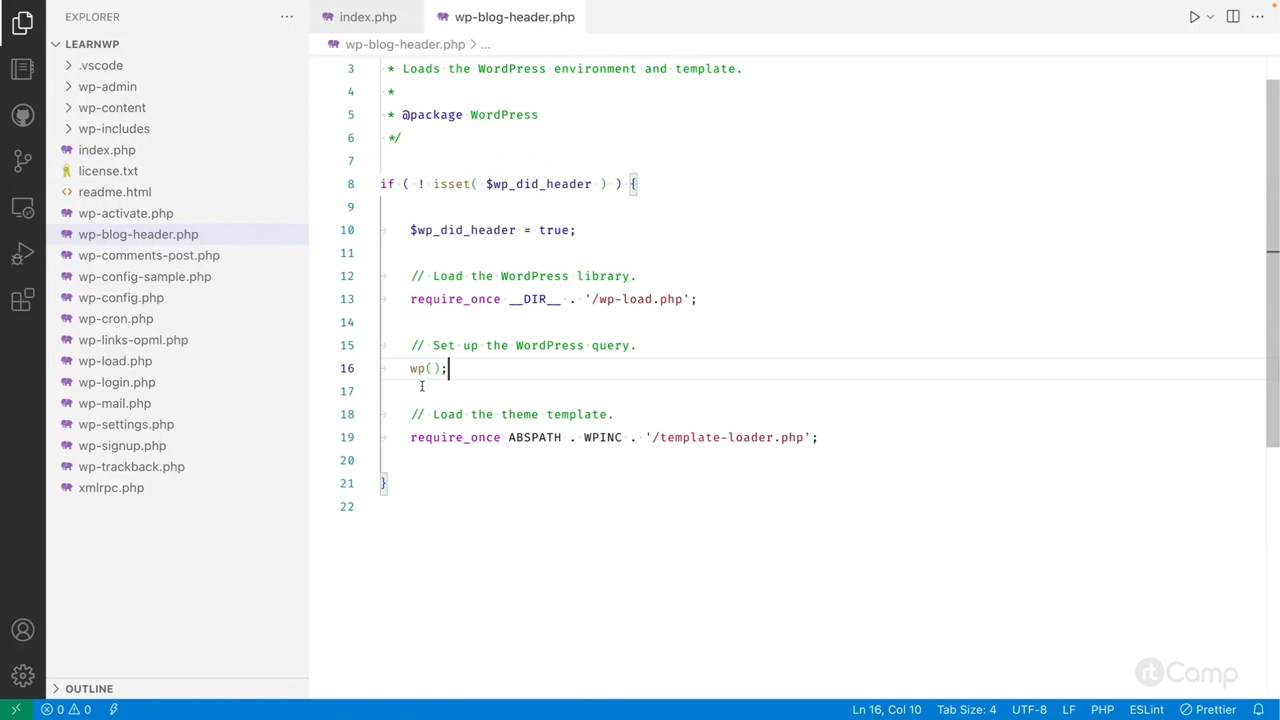 EXPLORER
index.php
wp-blog-header.php
LEARNWP
wp-blog-header.php > ...
.vscode
wp-admin
wp-content
wp-includes
index.php
license.txt
readme.html
wp-activate.php
wp-blog-header.php
wp-comments-post.php
wp-config-sample.php
wp-config.php
wp-cron.php
wp-links-opml.php
wp-load.php
wp-login.php
wp-mail.php
wp-settings.php
wp-signup.php
wp-trackback.php
xmlrpc.php
3 * Loads the WordPress environment and template.
4 *
5 * @package WordPress
6 */
7
8 if ( ! isset( $wp_did_header ) ) {
9
10 $wp_did_header = true;
11
12 // Load the WordPress library.
13 require_once __DIR__ . '/wp-load.php';
14
15 // Set up the WordPress query.
16 wp();
17
18 // Load the theme template.
19 require_once ABSPATH . WPINC . '/template-loader.php';
20
21 }
22
rtCamp
OUTLINE
0 0 Ln 16, Col 10 Tab Size: 4 UTF-8 LF PHP ESLint Prettier